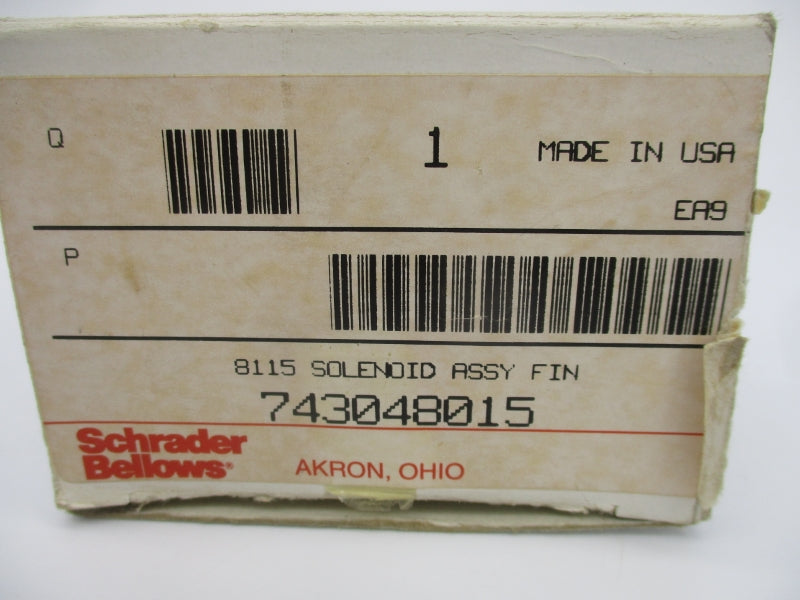 Q 1 MADE IN USA
EA9
P
8115 SOLENOID ASSY FIN
743048015
Schrader
Bellows®
AKRON, OHIO